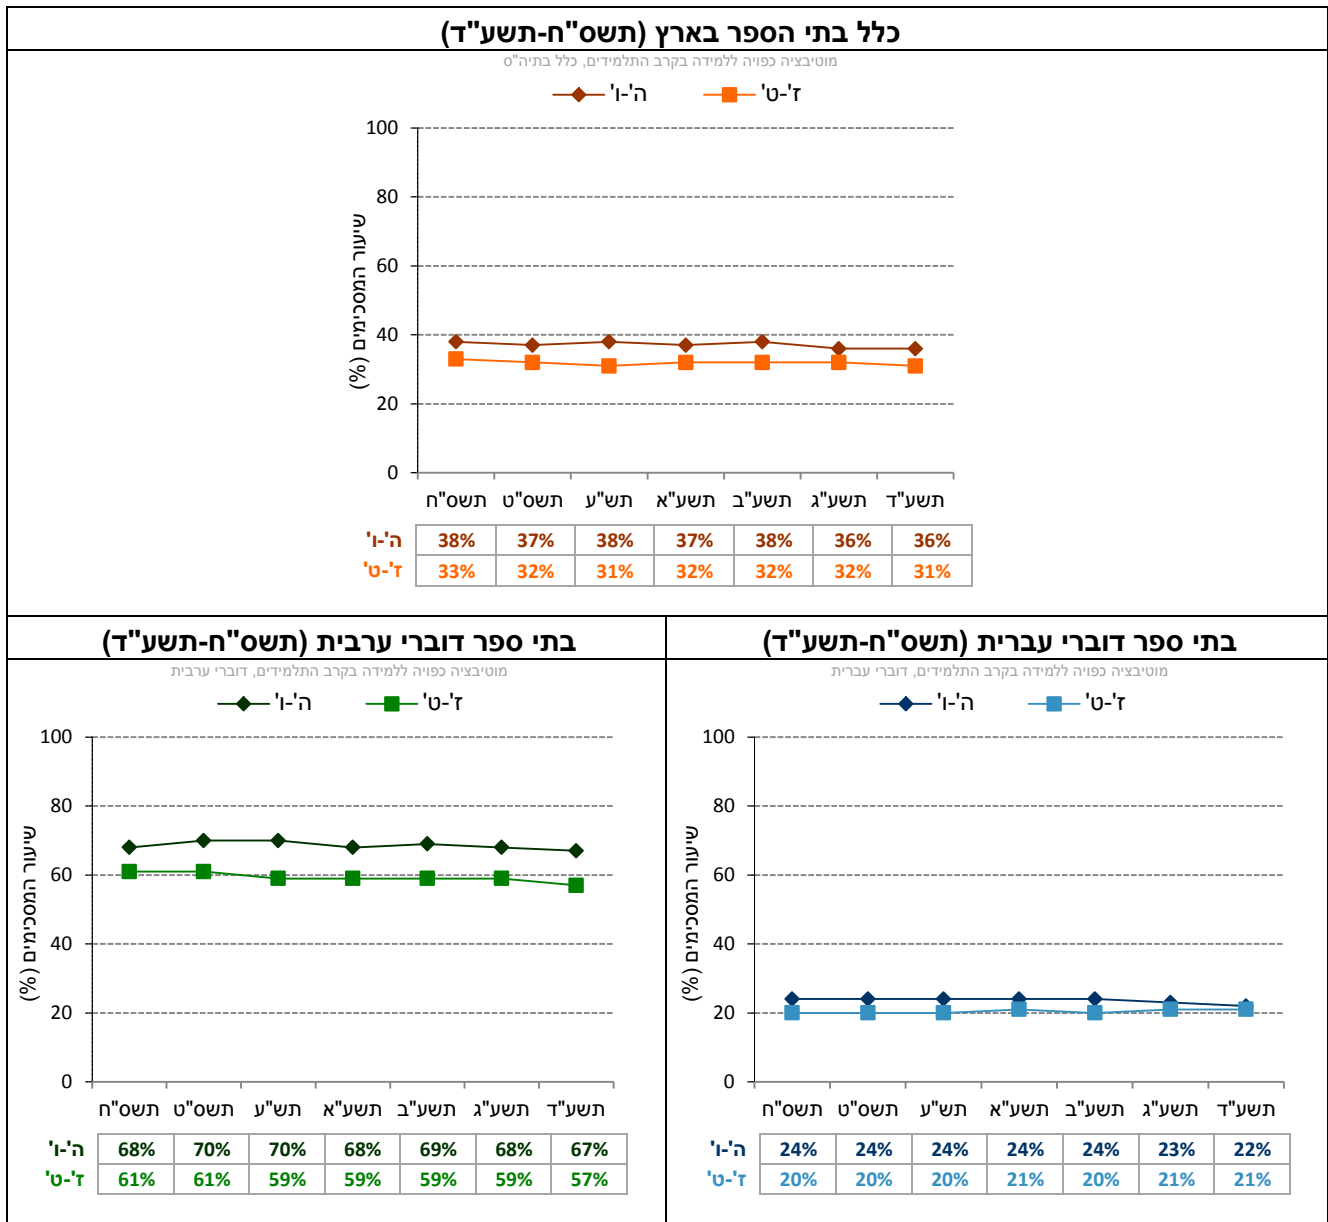 כלל בתי הספר בארץ (תשס"ח-תשע"ד)
מוטיבציה כפויה ללמידה בקרב התלמידים, כלל בתיה"ס
ה'-ו' ז'-ט'
שיעור המסכימים (%)
100
80
60
40
20
0
תשס"ח תשס"ט תש"ע תשע"א תשע"ב תשע"ג תשע"ד
ה'-ו' 38% 37% 38% 37% 38% 36% 36%
ז'-ט' 33% 32% 31% 32% 32% 32% 31%
בתי ספר דוברי עברית (תשס"ח-תשע"ד)
מוטיבציה כפויה ללמידה בקרב התלמידים, דוברי עברית
ה'-ו' ז'-ט'
שיעור המסכימים (%)
100
80
60
40
20
0
תשס"ח תשס"ט תש"ע תשע"א תשע"ב תשע"ג תשע"ד
ה'-ו' 24% 24% 24% 24% 24% 23% 22%
ז'-ט' 20% 20% 20% 21% 20% 21% 21%
בתי ספר דוברי ערבית (תשס"ח-תשע"ד)
מוטיבציה כפויה ללמידה בקרב התלמידים, דוברי ערבית
ה'-ו' ז'-ט'
שיעור המסכימים (%)
100
80
60
40
20
0
תשס"ח תשס"ט תש"ע תשע"א תשע"ב תשע"ג תשע"ד
ה'-ו' 68% 70% 70% 68% 69% 68% 67%
ז'-ט' 61% 61% 59% 59% 59% 59% 57%